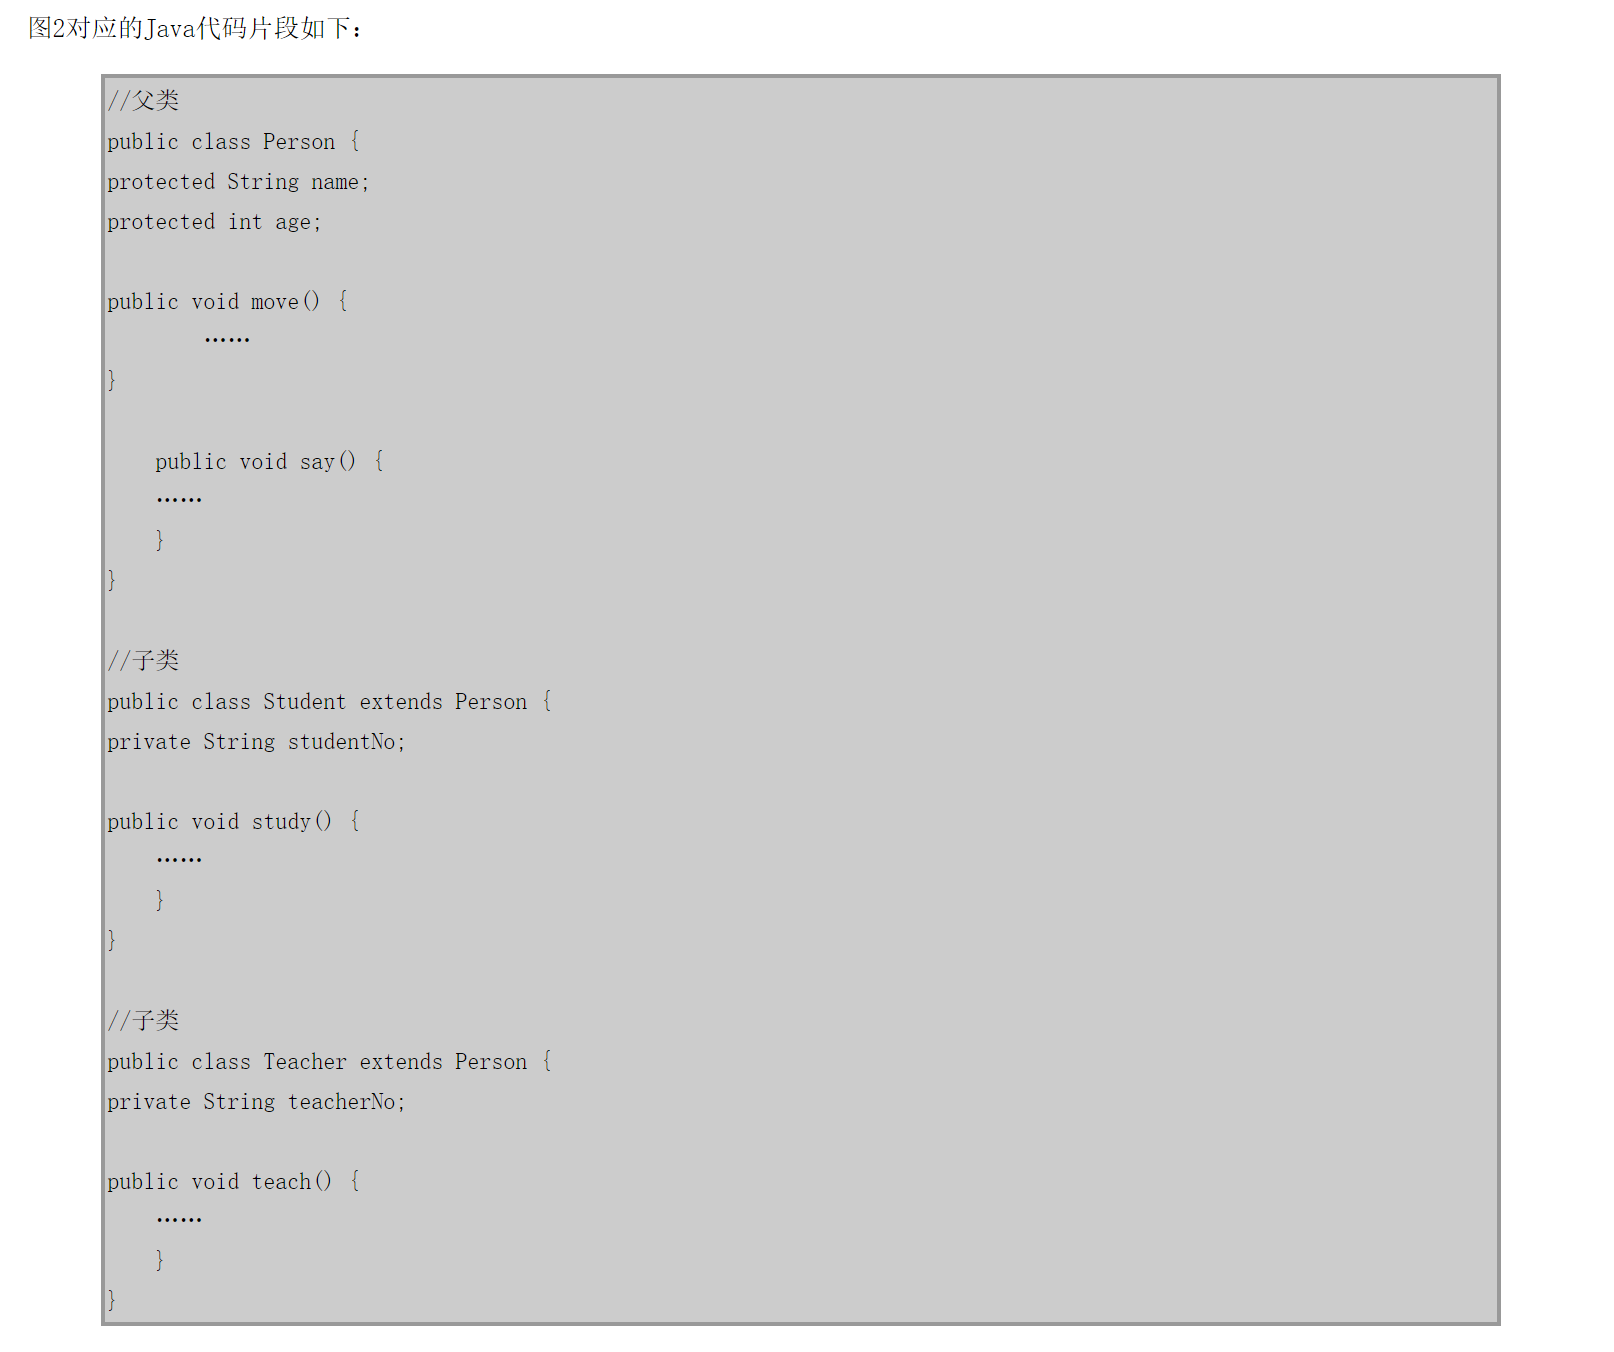 图2对应的Java代码片段如下：
//父类
public class Person {
protected String name;
protected int age;
public void move() {
……
}
public void say() {
……
}
}
//子类
public class Student extends Person {
private String studentNo;
public void study() {
……
}
}
//子类
public class Teacher extends Person {
private String teacherNo;
public void teach() {
……
}
}